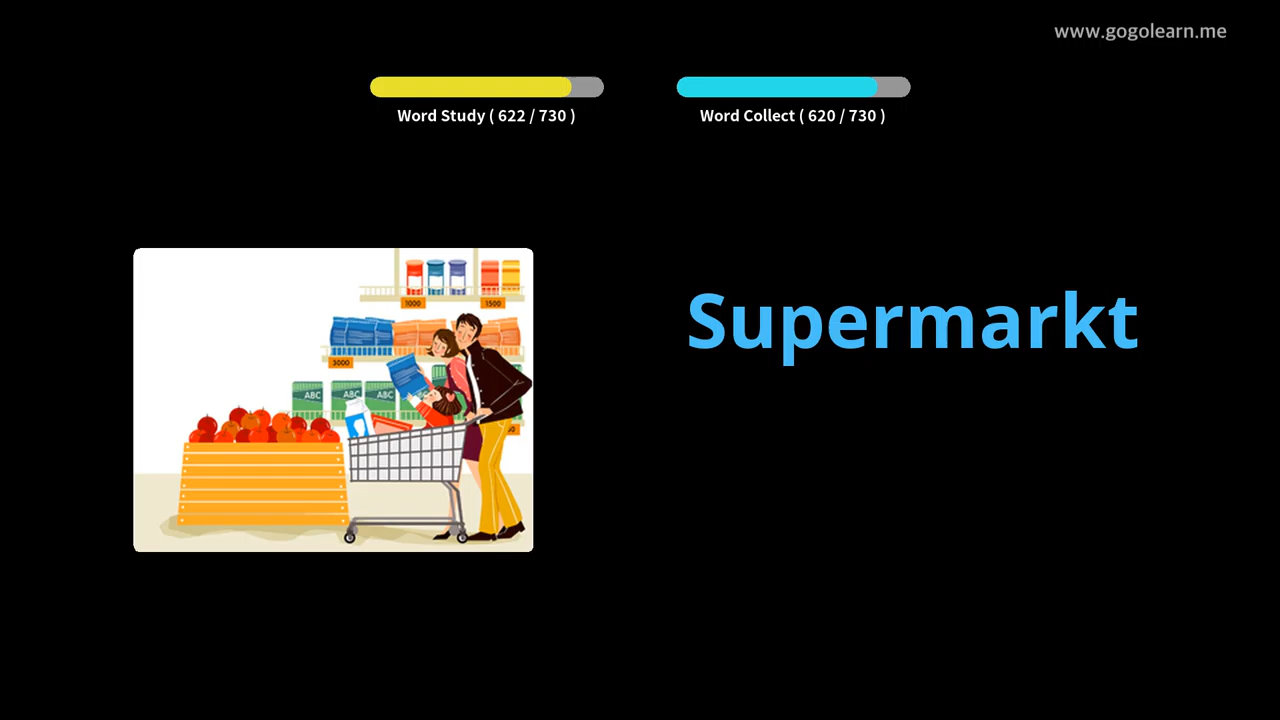 www.gogolearn.me
Word Study ( 622 / 730 )
Word Collect ( 620 / 730 )
Supermarkt
1000
1500
3000
ABC
ABC
ABC